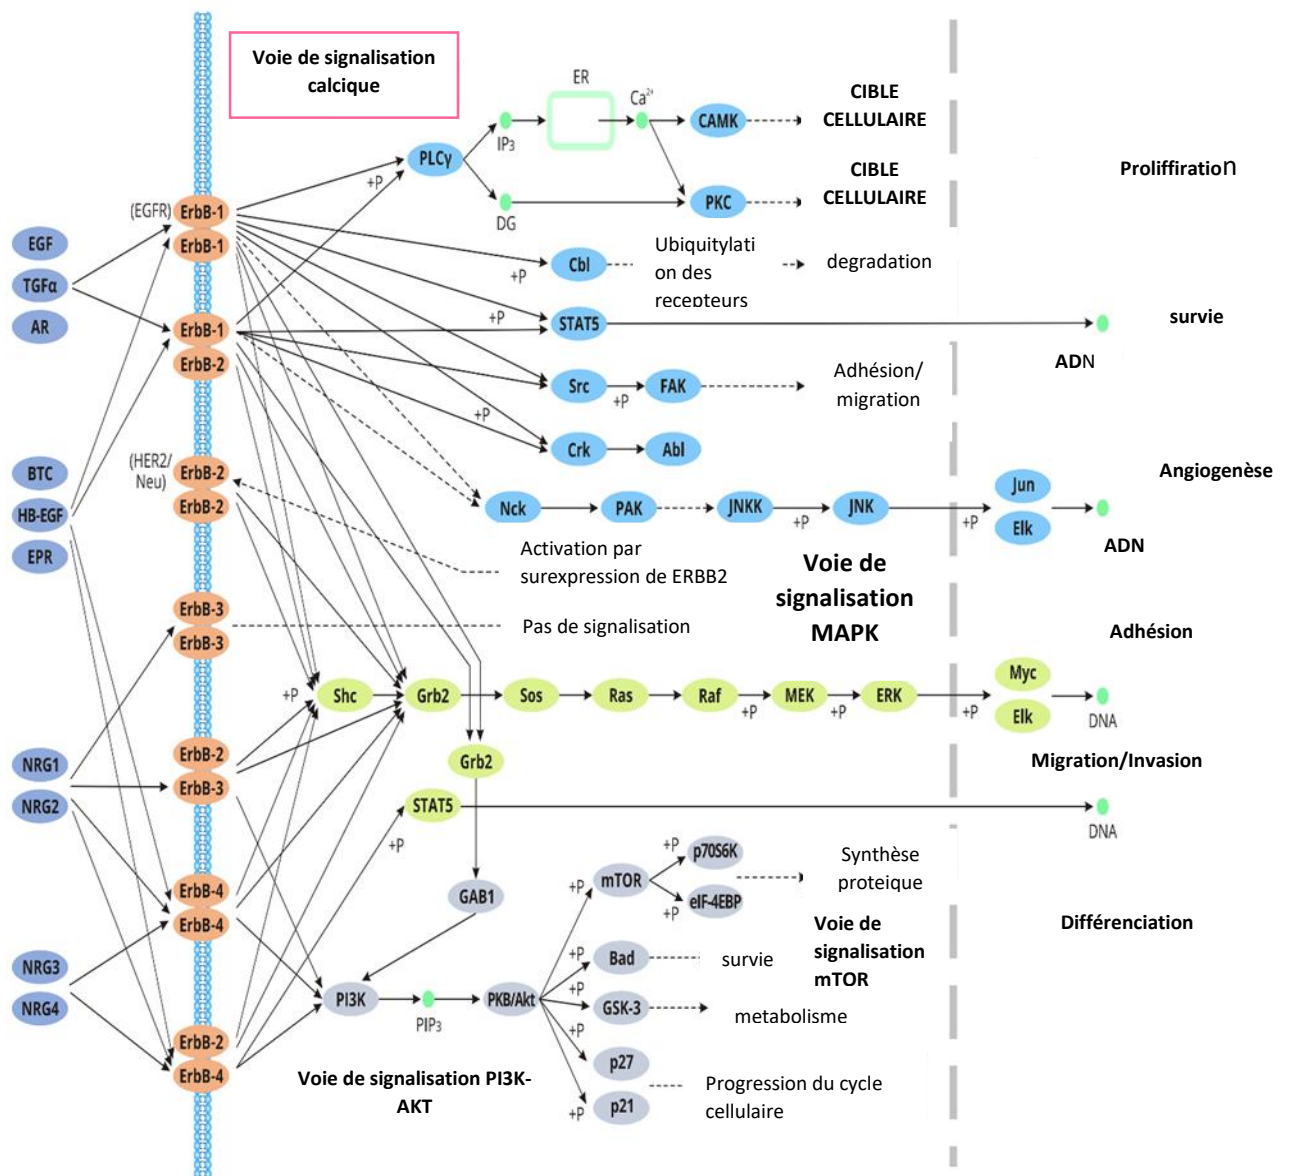 Voie de signalisation
calcique
ER
Ca²⁺
IP₃
CAMK
CIBLE
CELLULAIRE
PLCγ
+P
DG
PKC
CIBLE
CELLULAIRE
Proliffiration
(EGFR)
ErbB-1
ErbB-1
EGF
TGFα
AR
Cbl
+P
Ubiquitylati
on des
recepteurs
degradation
ErbB-1
ErbB-2
+P
STAT5
ADN
survie
Src
+P
FAK
Adhésion/
migration
+P
Crk
Abl
Angiogenèse
BTC
HB-EGF
EPR
(HER2/
Neu)
ErbB-2
ErbB-2
Nck
PAK
JNKK
+P
JNK
+P
Jun
Elk
ADN
Activation par
surexpression de ERBB2
Voie de
signalisation
MAPK
ErbB-3
ErbB-3
Pas de signalisation
Adhésion
+P
Shc
Grb2
Sos
Ras
Raf
+P
MEK
+P
ERK
+P
Myc
Elk
DNA
NRG1
NRG2
ErbB-2
ErbB-3
Grb2
Migration/Invasion
STAT5
+P
DNA
ErbB-4
ErbB-4
GAB1
+P
mTOR
+P
p70S6K
+P
eIF-4EBP
Synthèse
proteique
Voie de
signalisation
mTOR
Différenciation
NRG3
NRG4
PI3K
PIP₃
PKB/Akt
+P
Bad
survie
+P
GSK-3
metabolisme
+P
p27
+P
p21
Progression du cycle
cellulaire
ErbB-2
ErbB-4
Voie de signalisation PI3K-
AKT